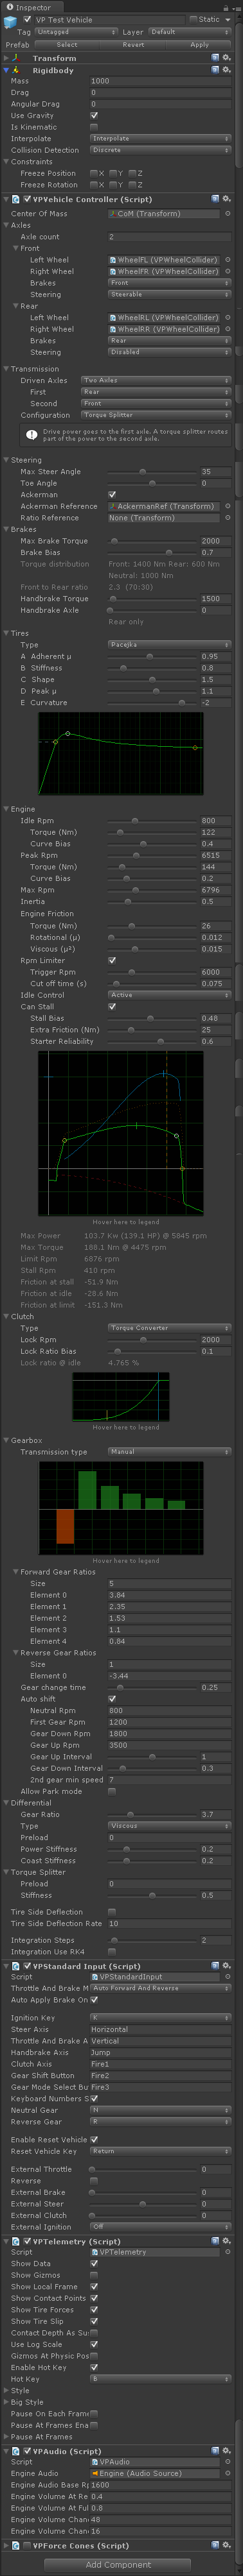 Inspector
VP Test Vehicle Static
Tag Untagged Layer Default
Prefab Select Revert Apply
Transform
Rigidbody
Mass 1000
Drag 0
Angular Drag 0
Use Gravity
Is Kinematic
Interpolate Interpolate
Collision Detection Discrete
Constraints
Freeze Position X Y Z
Freeze Rotation X Y Z
VPVehicle Controller (Script)
Center Of Mass CoM (Transform)
Axles
Axle count 2
Front
Left Wheel WheelFL (VPWheelCollider)
Right Wheel WheelFR (VPWheelCollider)
Brakes Front
Steering Steerable
Rear
Left Wheel WheelRL (VPWheelCollider)
Right Wheel WheelRR (VPWheelCollider)
Brakes Rear
Steering Disabled
Transmission
Driven Axles Two Axles
First Rear
Second Front
Configuration Torque Splitter
Drive power goes to the first axle. A torque splitter routes
part of the power to the second axle.
Steering
Max Steer Angle 35
Toe Angle 0
Ackerman
Ackerman Reference AckermanRef (Transform)
Ratio Reference None (Transform)
Brakes
Max Brake Torque 2000
Brake Bias 0.7
Torque distribution Front: 1400 Nm Rear: 600 Nm
Neutral: 1000 Nm
Front to Rear ratio 2.3 (70:30)
Handbrake Torque 1500
Handbrake Axle 0
Rear only
Tires
Type Pacejka
A Adherent μ 0.95
B Stiffness 0.8
C Shape 1.5
D Peak μ 1.1
E Curvature -2
Engine
Idle Rpm 800
Torque (Nm) 122
Curve Bias 0.4
Peak Rpm 6515
Torque (Nm) 144
Curve Bias 0.2
Max Rpm 6796
Inertia 0.5
Engine Friction
Torque (Nm) 26
Rotational (μ) 0.012
Viscous (μ²) 0.015
Rpm Limiter
Trigger Rpm 6000
Cut off time (s) 0.075
Idle Control Active
Can Stall
Stall Bias 0.48
Extra Friction (Nm) 25
Starter Reliability 0.6
Hover here to legend
Max Power 103.7 Kw (139.1 HP) @ 5845 rpm
Max Torque 188.1 Nm @ 4475 rpm
Limit Rpm 6876 rpm
Stall Rpm 410 rpm
Friction at stall -51.9 Nm
Friction at idle -28.6 Nm
Friction at limit -151.3 Nm
Clutch
Type Torque Converter
Lock Rpm 2000
Lock Ratio Bias 0.1
Lock ratio @ idle 4.765 %
Hover here to legend
Gearbox
Transmission type Manual
Hover here to legend
Forward Gear Ratios
Size 5
Element 0 3.84
Element 1 2.35
Element 2 1.53
Element 3 1.1
Element 4 0.84
Reverse Gear Ratios
Size 1
Element 0 -3.44
Gear change time 0.25
Auto shift
Neutral Rpm 800
First Gear Rpm 1200
Gear Down Rpm 1800
Gear Up Rpm 3500
Gear Up Interval 1
Gear Down Interval 0.3
2nd gear min speed 7
Allow Park mode
Differential
Gear Ratio 3.7
Type Viscous
Preload 0
Power Stiffness 0.2
Coast Stiffness 0.2
Torque Splitter
Preload 0
Stiffness 0.5
Tire Side Deflection
Tire Side Deflection Rate 10
Integration Steps 2
Integration Use RK4
VPStandard Input (Script)
Script VPStandardInput
Throttle And Brake M Auto Forward And Reverse
Auto Apply Brake On
Ignition Key K
Steer Axis Horizontal
Throttle And Brake A Vertical
Handbrake Axis Jump
Clutch Axis Fire1
Gear Shift Button Fire2
Gear Mode Select Bu Fire3
Keyboard Numbers S
Neutral Gear N
Reverse Gear R
Enable Reset Vehicle
Reset Vehicle Key Return
External Throttle 0
Reverse
External Brake 0
External Steer 0
External Clutch 0
External Ignition Off
VPTelemetry (Script)
Script VPTelemetry
Show Data
Show Gizmos
Show Local Frame
Show Contact Points
Show Tire Forces
Show Tire Slip
Contact Depth As Su
Use Log Scale
Gizmos At Physic Pos
Enable Hot Key
Hot Key B
Style
Big Style
Pause On Each Frame
Pause At Frames Ena
Pause At Frames
VPAudio (Script)
Script VPAudio
Engine Audio Engine (Audio Source)
Engine Audio Base Rp 1600
Engine Volume At Re 0.4
Engine Volume At Ful 0.8
Engine Volume Chan 48
Engine Volume Chan 16
VPForce Cones (Script)
Add Component